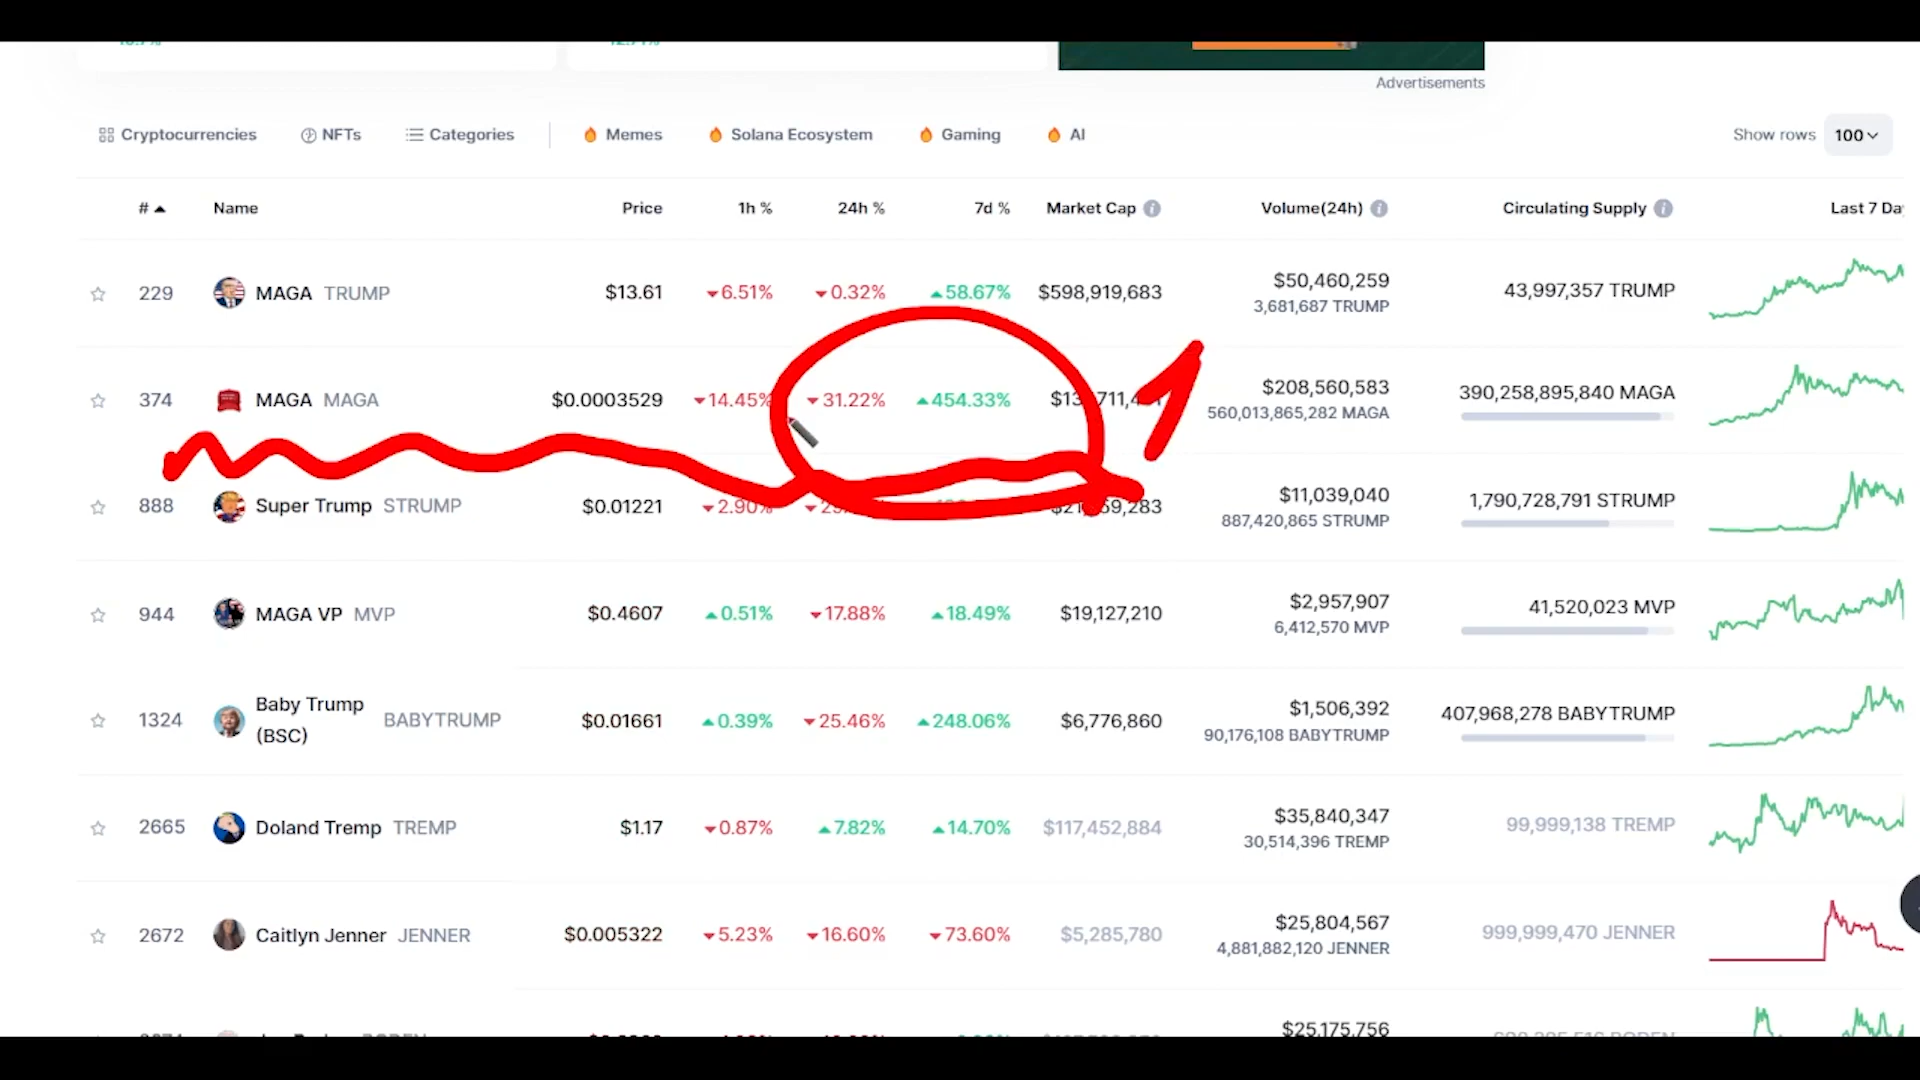 Advertisements
Cryptocurrencies NFTs Categories Memes Solana Ecosystem Gaming AI Show rows 100
# Name Price 1h % 24h % 7d % Market Cap Volume(24h) Circulating Supply Last 7 Da
229 MAGA TRUMP $13.61 6.51% 0.32% 58.67% $598,919,683 $50,460,259 43,997,357 TRUMP
3,681,687 TRUMP
374 MAGA MAGA $0.0003529 14.45% 31.22% 454.33% $208,560,583 390,258,895,840 MAGA
560,013,865,282 MAGA
1
888 Super Trump STRUMP $0.01221 2.90% $11,039,040 1,790,728,791 STRUMP
887,420,865 STRUMP
944 MAGA VP MVP $0.4607 0.51% 17.88% 18.49% $19,127,210 $2,957,907 41,520,023 MVP
6,412,570 MVP
1324 Baby Trump (BSC) BABYTRUMP $0.01661 0.39% 25.46% 248.06% $6,776,860 $1,506,392 407,968,278 BABYTRUMP
90,176,108 BABYTRUMP
2665 Doland Tremp TREMP $1.17 0.87% 7.82% 14.70% $117,452,884 $35,840,347 99,999,138 TREMP
30,514,396 TREMP
2672 Caitlyn Jenner JENNER $0.005322 5.23% 16.60% 73.60% $5,285,780 $25,804,567 999,999,470 JENNER
4,881,882,120 JENNER
$25,175,756